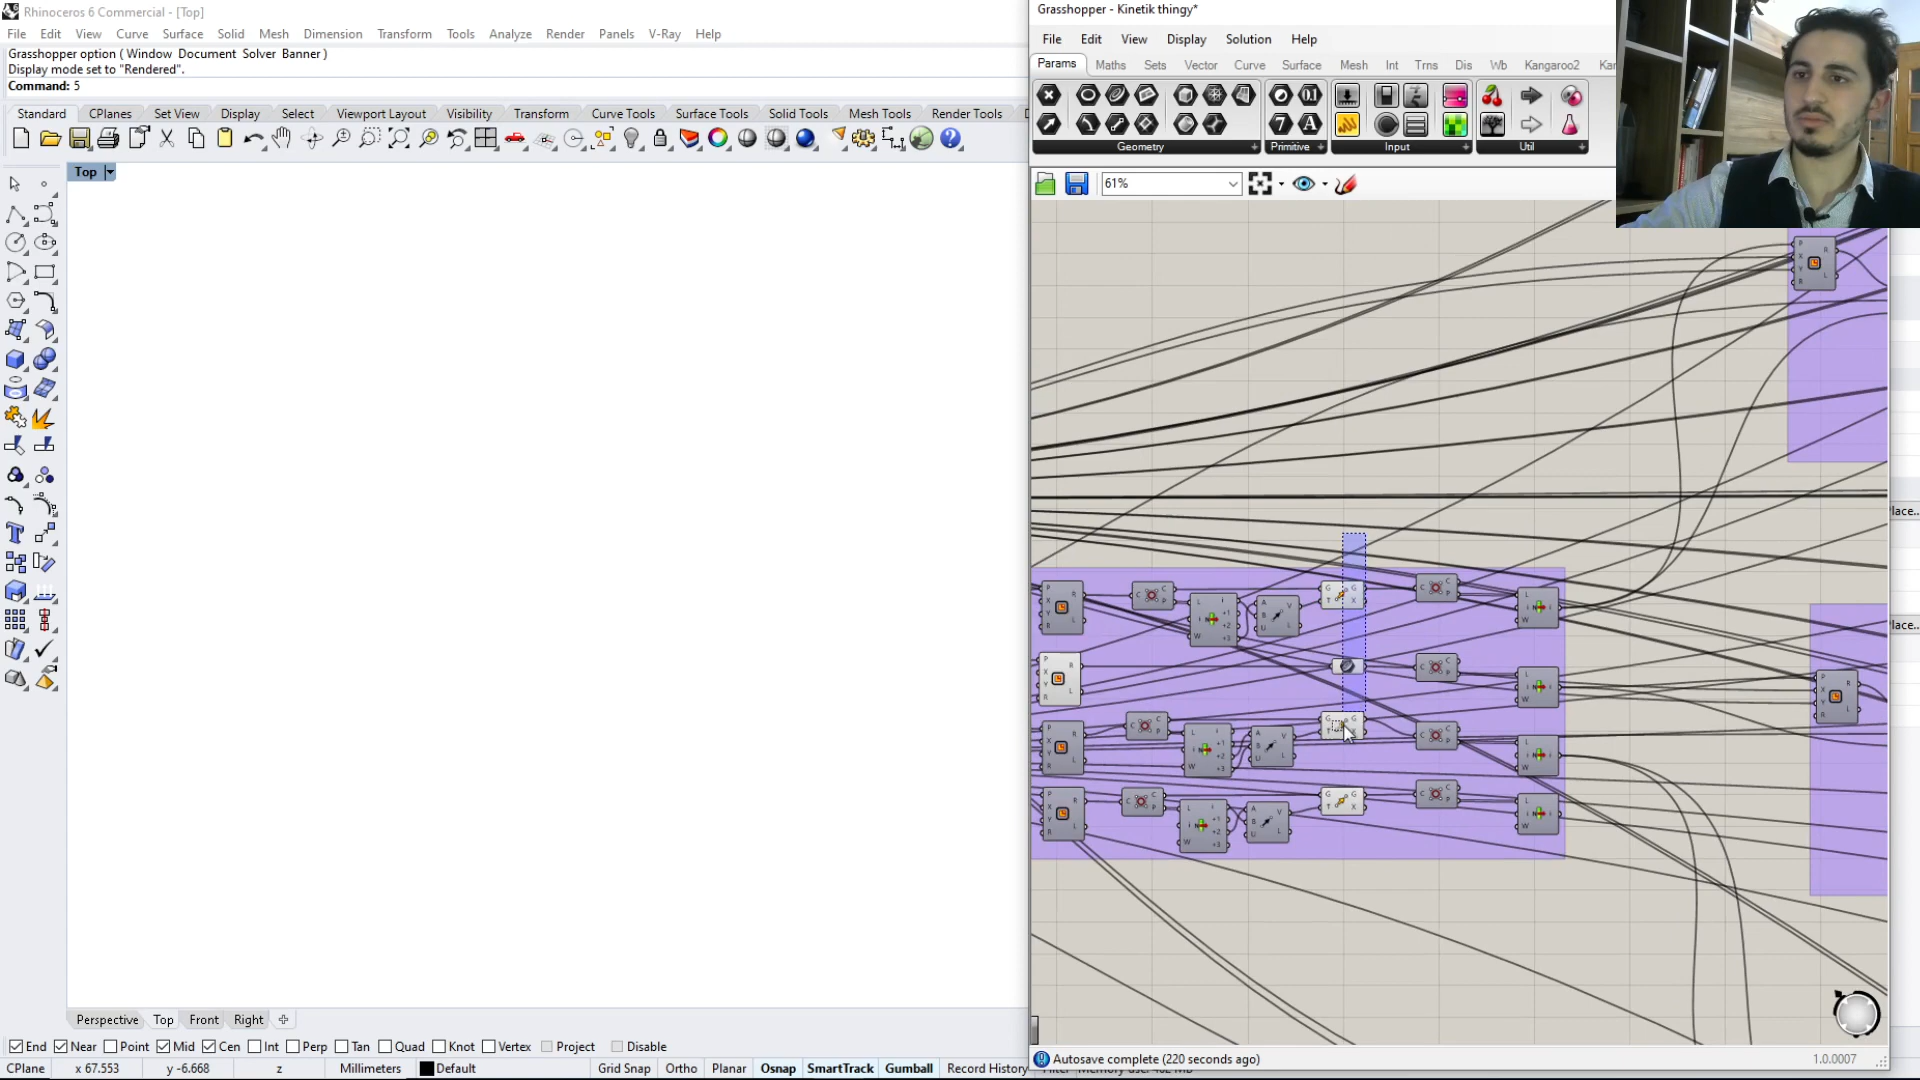 Rhinoceros 6 Commercial - [Top]
File Edit View Curve Surface Solid Mesh Dimension Transform Tools Analyze Render Panels V-Ray Help
Grasshopper option ( Window Document Solver Banner )
Display mode set to "Rendered".
Command: 5
Standard CPlanes Set View Display Select Viewport Layout Visibility Transform Curve Tools Surface Tools Solid Tools Mesh Tools Render Tools
Top
Perspective Top Front Right
End Near Point Mid Cen Int Perp Tan Quad Knot Vertex Project Disable
CPlane x 67.553 y -6.668 z Millimeters Default Grid Snap Ortho Planar Osnap SmartTrack Gumball Record History
Grasshopper - Kinetik thingy*
File Edit View Display Solution Help
Params Maths Sets Vector Curve Surface Mesh Int Trns Dis Wb Kangaroo2
Geometry Primitive Input Util
61%
lace..
lace..
Autosave complete (220 seconds ago)
1.0.0007